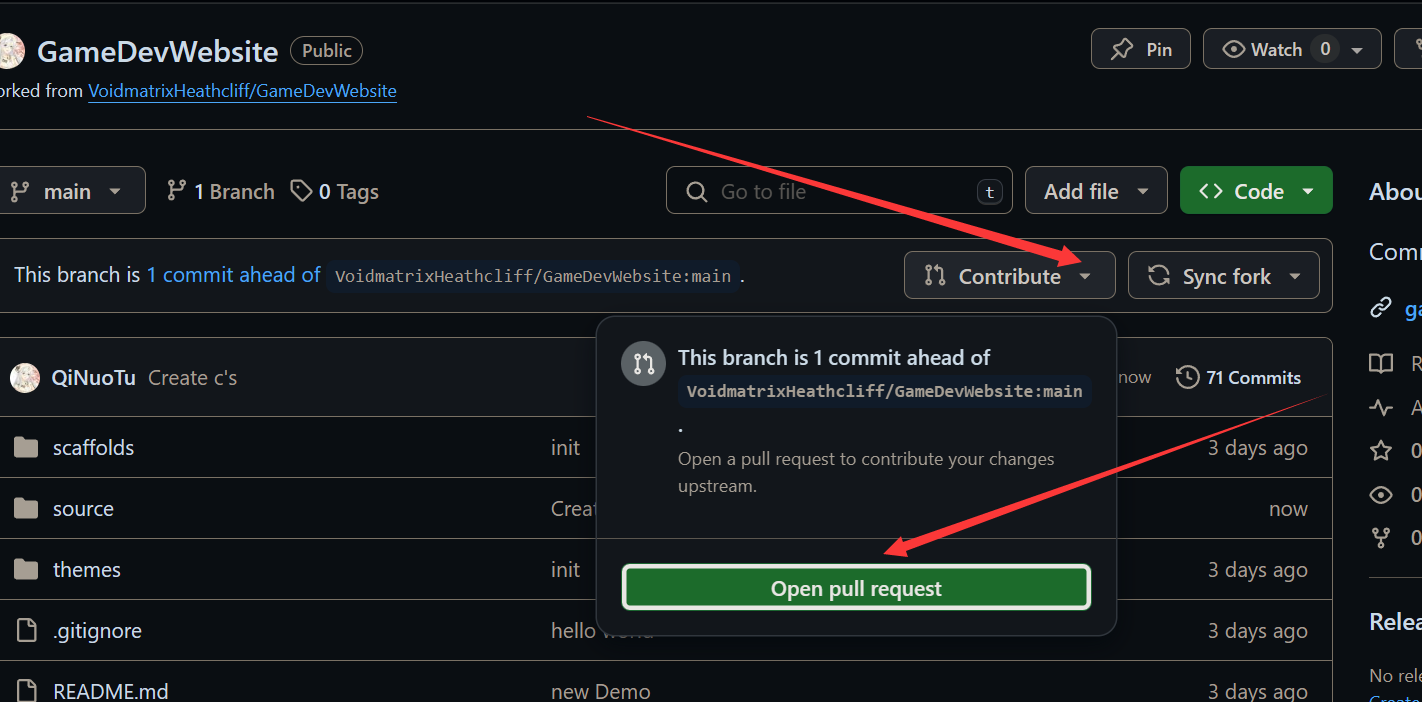 GameDevWebsite Public
Pin
Watch 0
orked from VoidmatrixHeathcliff/GameDevWebsite
main
1 Branch
0 Tags
Go to file
t
Add file
Code
This branch is 1 commit ahead of VoidmatrixHeathcliff/GameDevWebsite:main .
Contribute
Sync fork
This branch is 1 commit ahead of
VoidmatrixHeathcliff/GameDevWebsite:main
.
Open a pull request to contribute your changes
upstream.
Open pull request
QiNuoTu Create c's
now
71 Commits
scaffolds init 3 days ago
source Creat now
themes init 3 days ago
.gitignore hello world 3 days ago
README.md new Demo 3 days ago
Abou
Comm
ga
R
A
0
0
0
Relea
No rele
Create